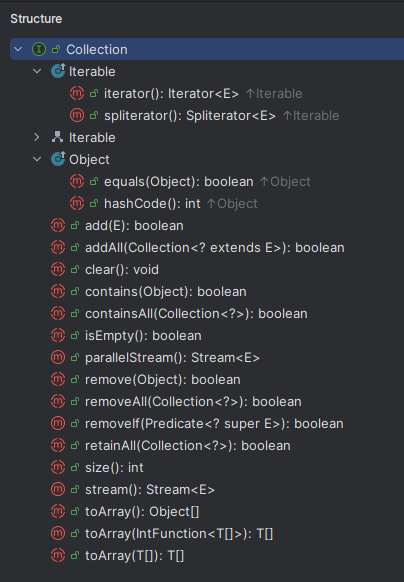 Structure
Collection
Iterable
iterator(): Iterator<E> ↑Iterable
spliterator(): Spliterator<E> ↑Iterable
Iterable
Object
equals(Object): boolean ↑Object
hashCode(): int ↑Object
add(E): boolean
addAll(Collection<? extends E>): boolean
clear(): void
contains(Object): boolean
containsAll(Collection<?>): boolean
isEmpty(): boolean
parallelStream(): Stream<E>
remove(Object): boolean
removeAll(Collection<?>): boolean
removeIf(Predicate<? super E>): boolean
retainAll(Collection<?>): boolean
size(): int
stream(): Stream<E>
toArray(): Object[]
toArray(IntFunction<T[]>): T[]
toArray(T[]): T[]